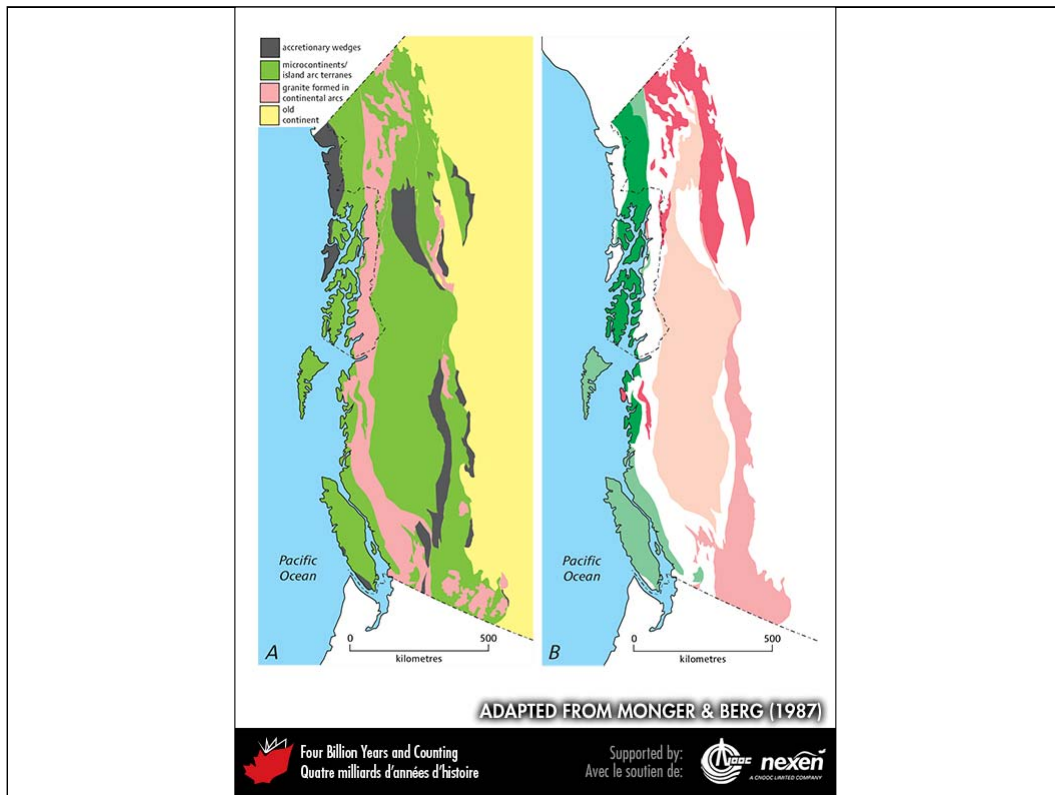 accretionary wedges
microcontinents/
island arc terranes
granite formed in
continental arcs
old
continent
Pacific
Ocean
A
0
500
kilometres
Pacific
Ocean
B
0
500
kilometres
ADAPTED FROM MONGER & BERG (1987)
Four Billion Years and Counting
Quatre milliards d'années d'histoire
Supported by:
Avec le soutien de:
CNOOC
nexen
A CNOOC LIMITED COMPANY